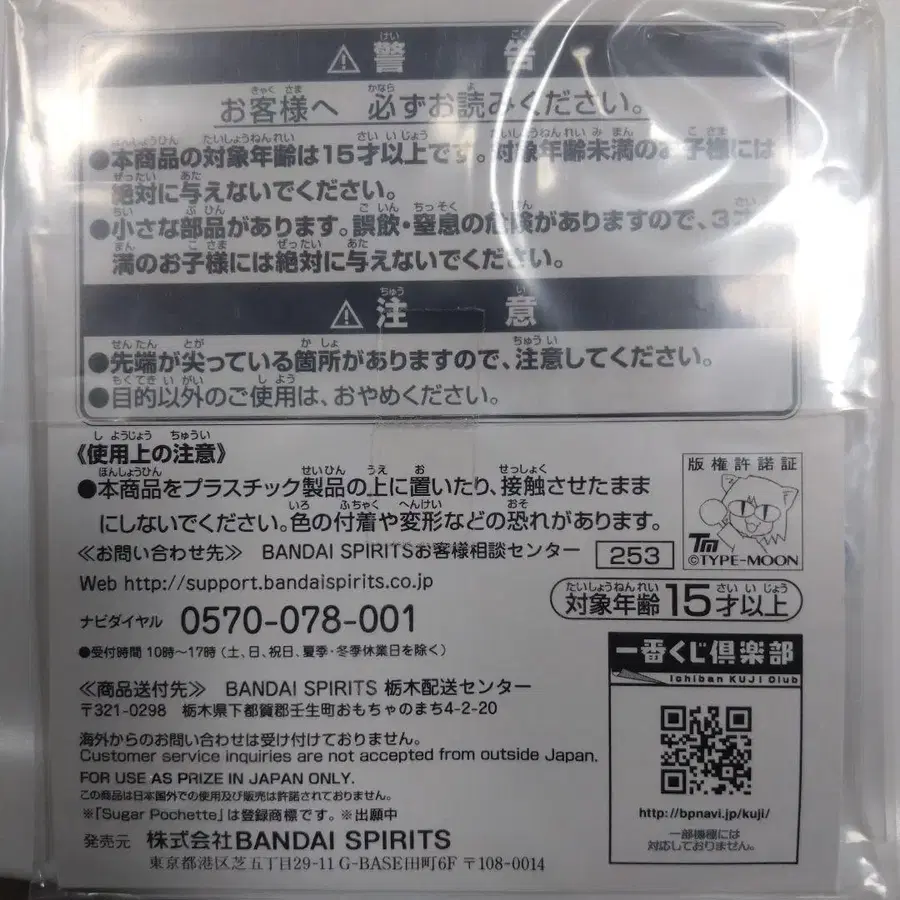 ⚠警告
お客様へ 必ずお読みください。
●本商品の対象年齢は15才以上です。対象年齢未満のお子様には
絶対に与えないでください。
●小さな部品があります。誤飲・窒息の危険がありますので、3才
満のお子様には絶対に与えないでください。
⚠注意
●先端が尖っている箇所がありますので、注意してください。
●目的以外のご使用は、おやめください。
《使用上の注意》
●本商品をプラスチック製品の上に置いたり、接触させたまま
にしないでください。色の付着や変形などの恐れがあります。
≪お問い合わせ先≫ BANDAI SPIRITSお客様相談センター 253
Web http://support.bandaispirits.co.jp
ナビダイヤル 0570-078-001
●受付時間 10時〜17時(土、日、祝日、夏季・冬季休業日を除く)
≪商品送付先≫ BANDAI SPIRITS 栃木配送センター
〒321-0298 栃木県下都賀郡壬生町おもちゃのまち4-2-20
海外からのお問い合わせは受け付けておりません。
Customer service inquiries are not accepted from outside Japan.
FOR USE AS PRIZE IN JAPAN ONLY.
この商品は日本国外での使用及び販売は許諾されておりません。
※「Sugar Pochette」は登録商標です。※出願中
発売元 株式会社BANDAI SPIRITS
東京都港区芝五丁目29-11 G-BASE田町6F 〒108-0014
版権許諾証
TM
©TYPE-MOON
対象年齢15才以上
一番くじ倶楽部
Ichiban KUJI Club
http://bpnavi.jp/kuji/
一部機種には
対応しておりません。